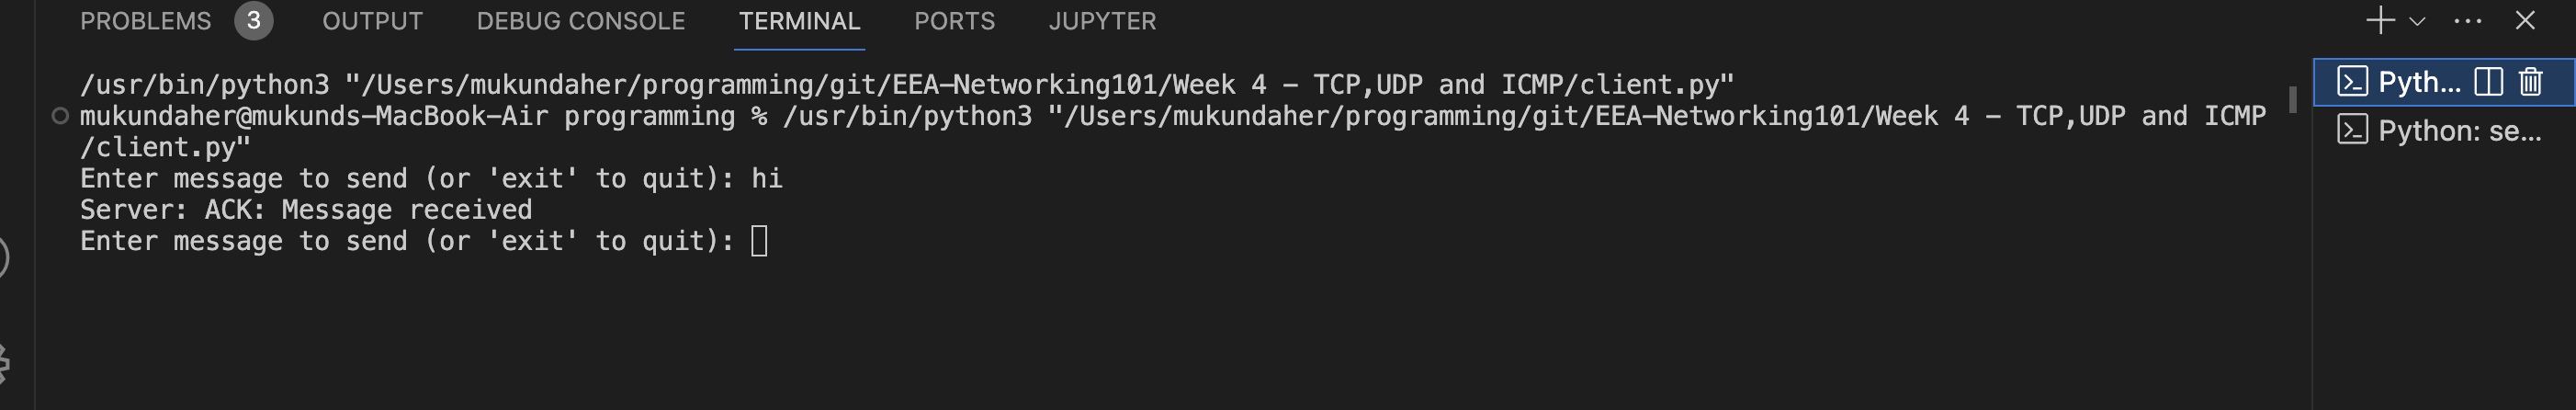 PROBLEMS 3 OUTPUT DEBUG CONSOLE TERMINAL PORTS JUPYTER
/usr/bin/python3 "/Users/mukundaher/programming/git/EEA-Networking101/Week 4 - TCP,UDP and ICMP/client.py"
mukundaher@mukunds-MacBook-Air programming % /usr/bin/python3 "/Users/mukundaher/programming/git/EEA-Networking101/Week 4 - TCP,UDP and ICMP
/client.py"
Enter message to send (or 'exit' to quit): hi
Server: ACK: Message received
Enter message to send (or 'exit' to quit):
Pyth...
Python: se...